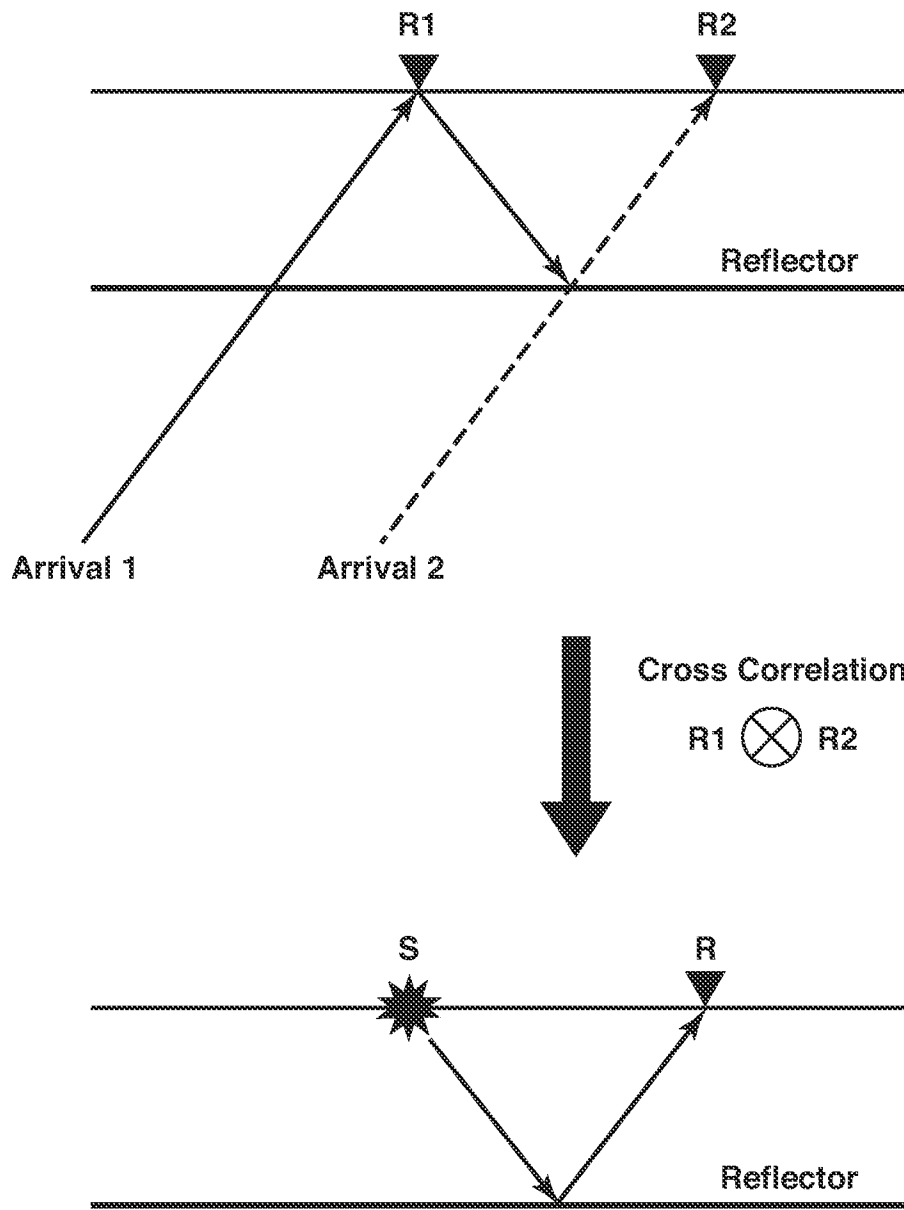 R1 R2
Reflector
Arrival 1 Arrival 2
Cross Correlation
R1 R2
S R
Reflector